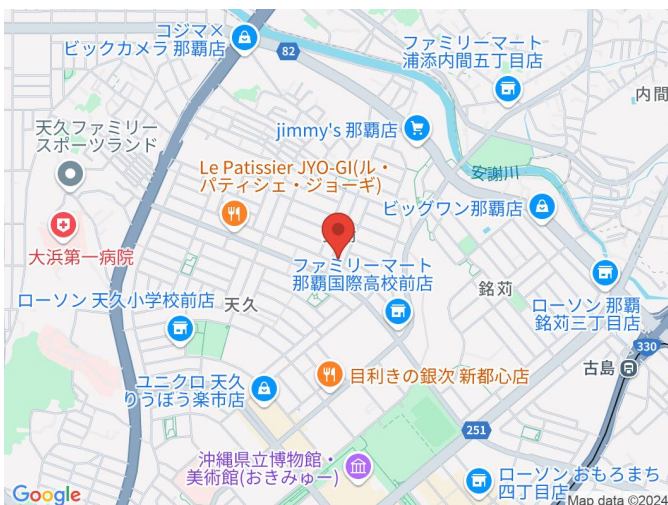 コジマ×
ビックカメラ 那覇店
82
ファミリーマート
浦添内間五丁目店
内間
天久ファミリー
スポーツランド
jimmy's 那覇店
安謝川
Le Patissier JYO-GI(ル・
パティシェ・ジョーギ)
ビッグワン那覇店
大浜第一病院
ファミリーマート
那覇国際高校前店
銘苅
ローソン 天久小学校前店
天久
ローソン 那覇
銘苅三丁目店
330
古島
目利きの銀次 新都心店
ユニクロ 天久
りうぼう楽市店
251
沖縄県立博物館・
美術館(おきみゅー)
ローソン おもろまち
四丁目店
Google
Map data ©2024